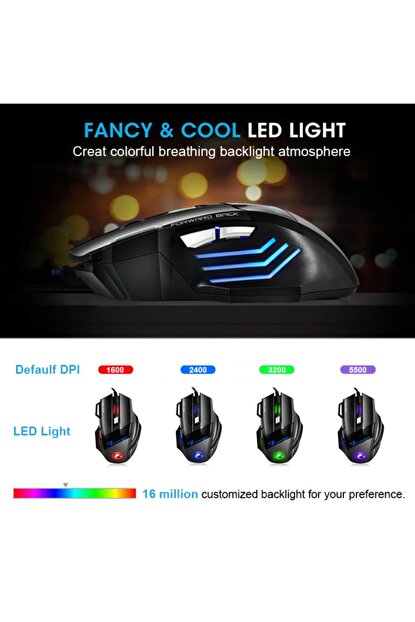 FANCY & COOL LED LIGHT
Creat colorful breathing backlight atmosphere
FORWARD BACK
Defaulf DPI
1600
2400
3200
5500
LED Light
16 million customized backlight for your preference.